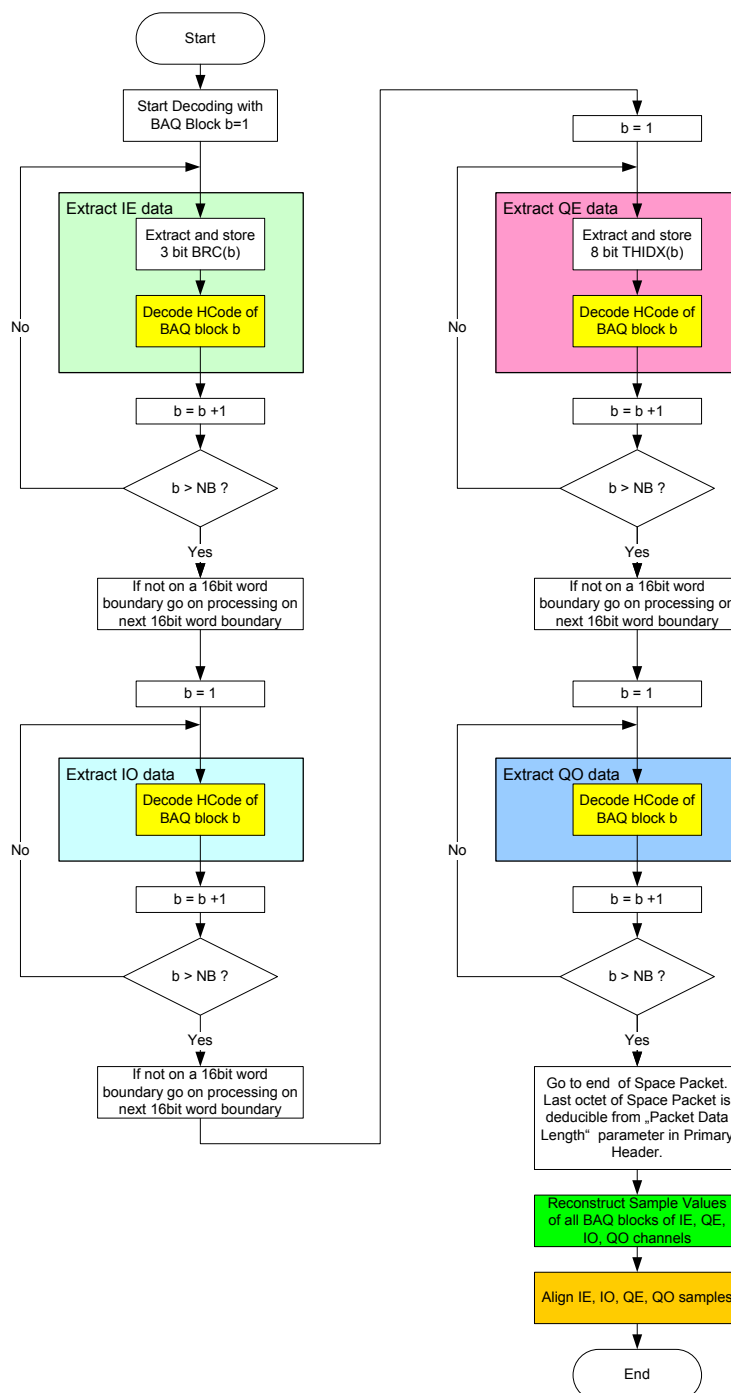 Start
Start Decoding with
BAQ Block b=1
Extract IE data
Extract and store
3 bit BRC(b)
Decode HCode of
BAQ block b
No
b = b +1
b > NB ?
Yes
If not on a 16bit word
boundary go on processing on
next 16bit word boundary
b = 1
Extract IO data
Decode HCode of
BAQ block b
No
b = b +1
b > NB ?
Yes
If not on a 16bit word
boundary go on processing on
next 16bit word boundary
b = 1
Extract QE data
Extract and store
8 bit THIDX(b)
Decode HCode of
BAQ block b
No
b = b +1
b > NB ?
Yes
If not on a 16bit word
boundary go on processing on
next 16bit word boundary
b = 1
Extract QO data
Decode HCode of
BAQ block b
No
b = b +1
b > NB ?
Yes
Go to end of Space Packet.
Last octet of Space Packet is
deducible from „Packet Data
Length“ parameter in Primary
Header.
Reconstruct Sample Values
of all BAQ blocks of IE, QE,
IO, QO channels
Align IE, IO, QE, QO samples
End